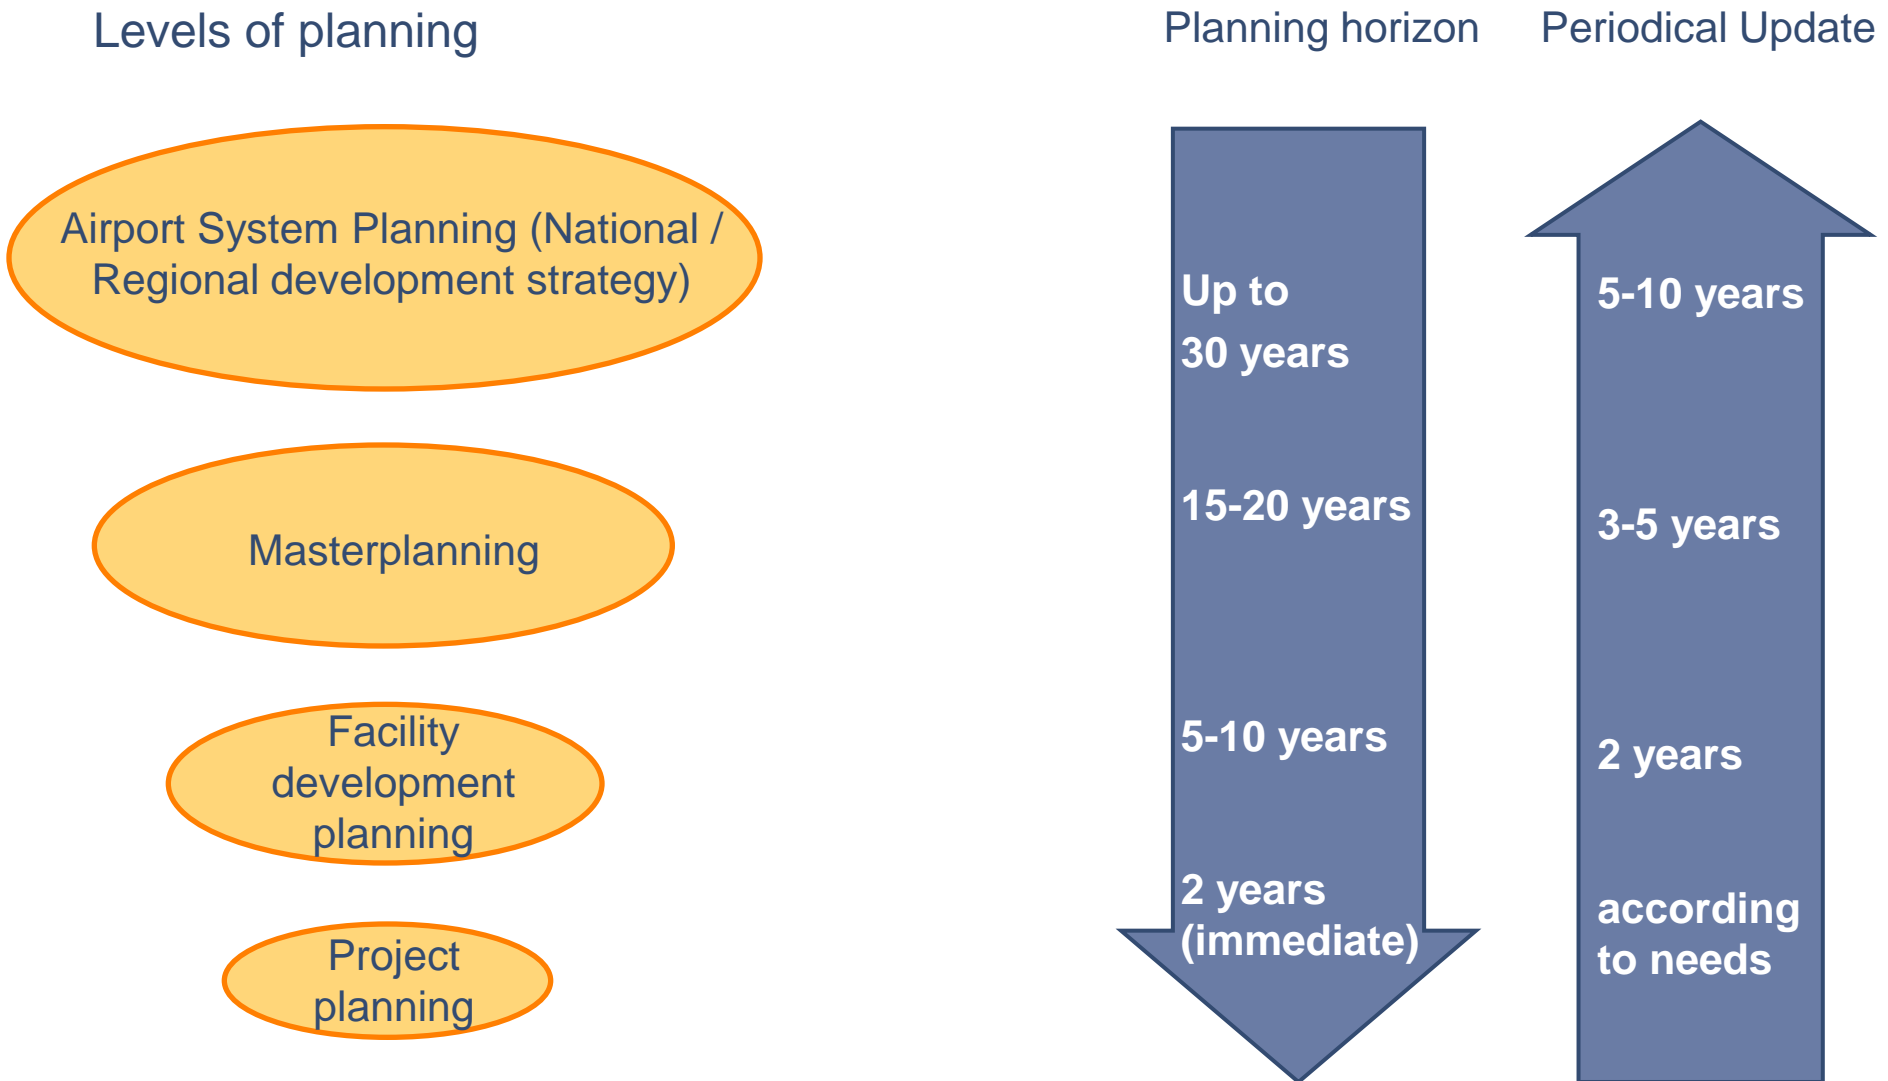 Levels of planning
Planning horizon
Periodical Update
Airport System Planning (National /
Regional development strategy)
Up to
30 years
5-10 years
Masterplanning
15-20 years
3-5 years
Facility
development
planning
5-10 years
2 years
Project
planning
2 years
(immediate)
according
to needs